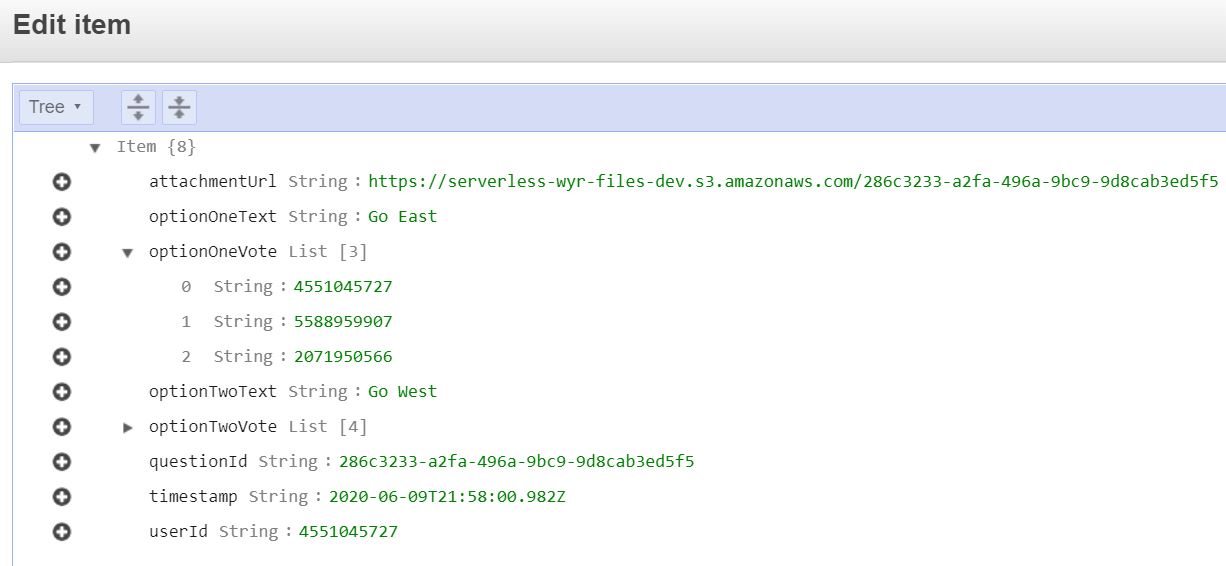 Edit item
Tree
Item {8}
attachmentUrl String : https://serverless-wyr-files-dev.s3.amazonaws.com/286c3233-a2fa-496a-9bc9-9d8cab3ed5f5
optionOneText String : Go East
optionOneVote List [3]
0 String : 4551045727
1 String : 5588959907
2 String : 2071950566
optionTwoText String : Go West
optionTwoVote List [4]
questionId String : 286c3233-a2fa-496a-9bc9-9d8cab3ed5f5
timestamp String : 2020-06-09T21:58:00.982Z
userId String : 4551045727